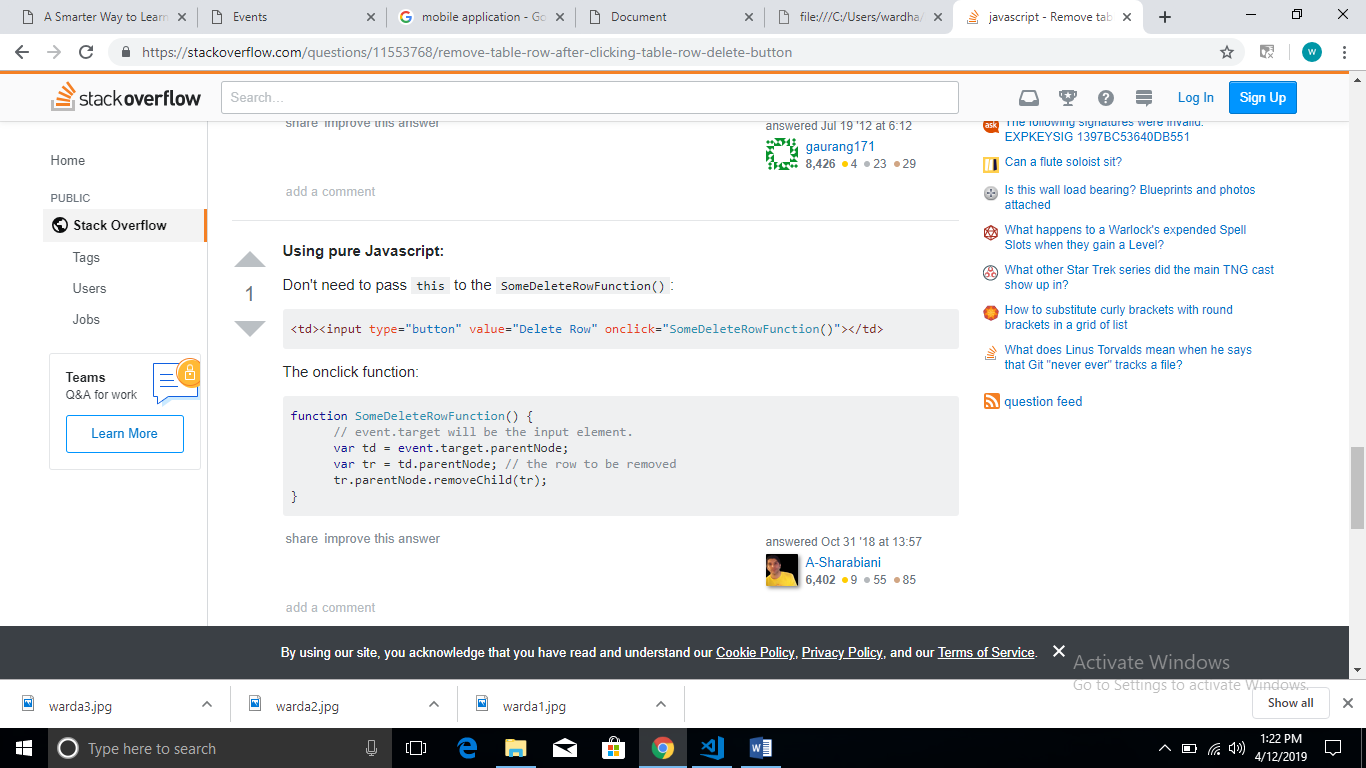 A Smarter Way to Learn
Events
mobile application - Go
Document
file:///C:/Users/wardha/
javascript - Remove tab
https://stackoverflow.com/questions/11553768/remove-table-row-after-clicking-table-row-delete-button
w
stackoverflow
Search...
Log In
Sign Up
Home
PUBLIC
Stack Overflow
Tags
Users
Jobs
Teams
Q&A for work
Learn More
share improve this answer
answered Jul 19 '12 at 6:12
gaurang171
8,426 4 23 29
add a comment
1
Using pure Javascript:
Don't need to pass this to the SomeDeleteRowFunction():
<td><input type="button" value="Delete Row" onclick="SomeDeleteRowFunction()"></td>
The onclick function:
function SomeDeleteRowFunction() {
// event.target will be the input element.
var td = event.target.parentNode;
var tr = td.parentNode; // the row to be removed
tr.parentNode.removeChild(tr);
}
share improve this answer
answered Oct 31 '18 at 13:57
A-Sharabiani
6,402 9 55 85
add a comment
ask
The following signatures were invalid:
EXPKEYSIG 1397BC53640DB551
Can a flute soloist sit?
Is this wall load bearing? Blueprints and photos
attached
What happens to a Warlock's expended Spell
Slots when they gain a Level?
What other Star Trek series did the main TNG cast
show up in?
How to substitute curly brackets with round
brackets in a grid of list
What does Linus Torvalds mean when he says
that Git "never ever" tracks a file?
question feed
By using our site, you acknowledge that you have read and understand our Cookie Policy, Privacy Policy, and our Terms of Service.
Activate Windows
Go to Settings to activate Windows.
warda3.jpg
warda2.jpg
warda1.jpg
Show all
Type here to search
1:22 PM
4/12/2019